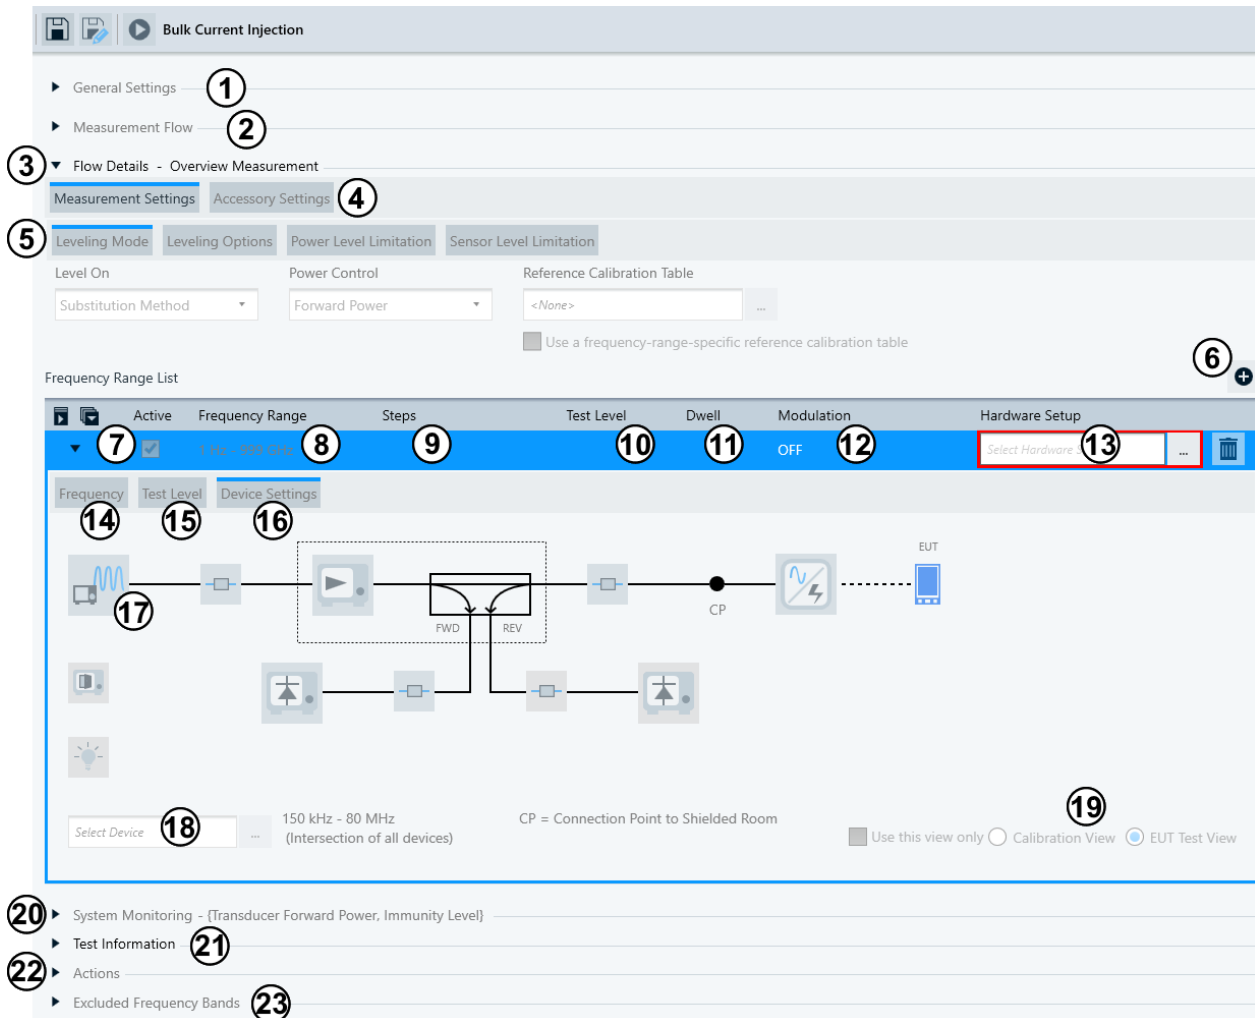 Bulk Current Injection
General Settings 1
Measurement Flow 2
3 Flow Details - Overview Measurement
Measurement Settings Accessory Settings 4
5 Leveling Mode Leveling Options Power Level Limitation Sensor Level Limitation
Level On Power Control Reference Calibration Table
Substitution Method Forward Power <None> ...
Use a frequency-range-specific reference calibration table
6
Frequency Range List
Active Frequency Range Steps Test Level Dwell Modulation Hardware Setup
7 1 Hz - 999 GHz 8 9 10 11 OFF 12 Select Hardware 13 ...
Frequency Test Level Device Settings
14 15 16
EUT
17
CP
FWD REV
Select Device 18 ... 150 kHz - 80 MHz CP = Connection Point to Shielded Room
(Intersection of all devices)
19
Use this view only Calibration View EUT Test View
20 System Monitoring - {Transducer Forward Power, Immunity Level}
Test Information 21
22 Actions
Excluded Frequency Bands 23